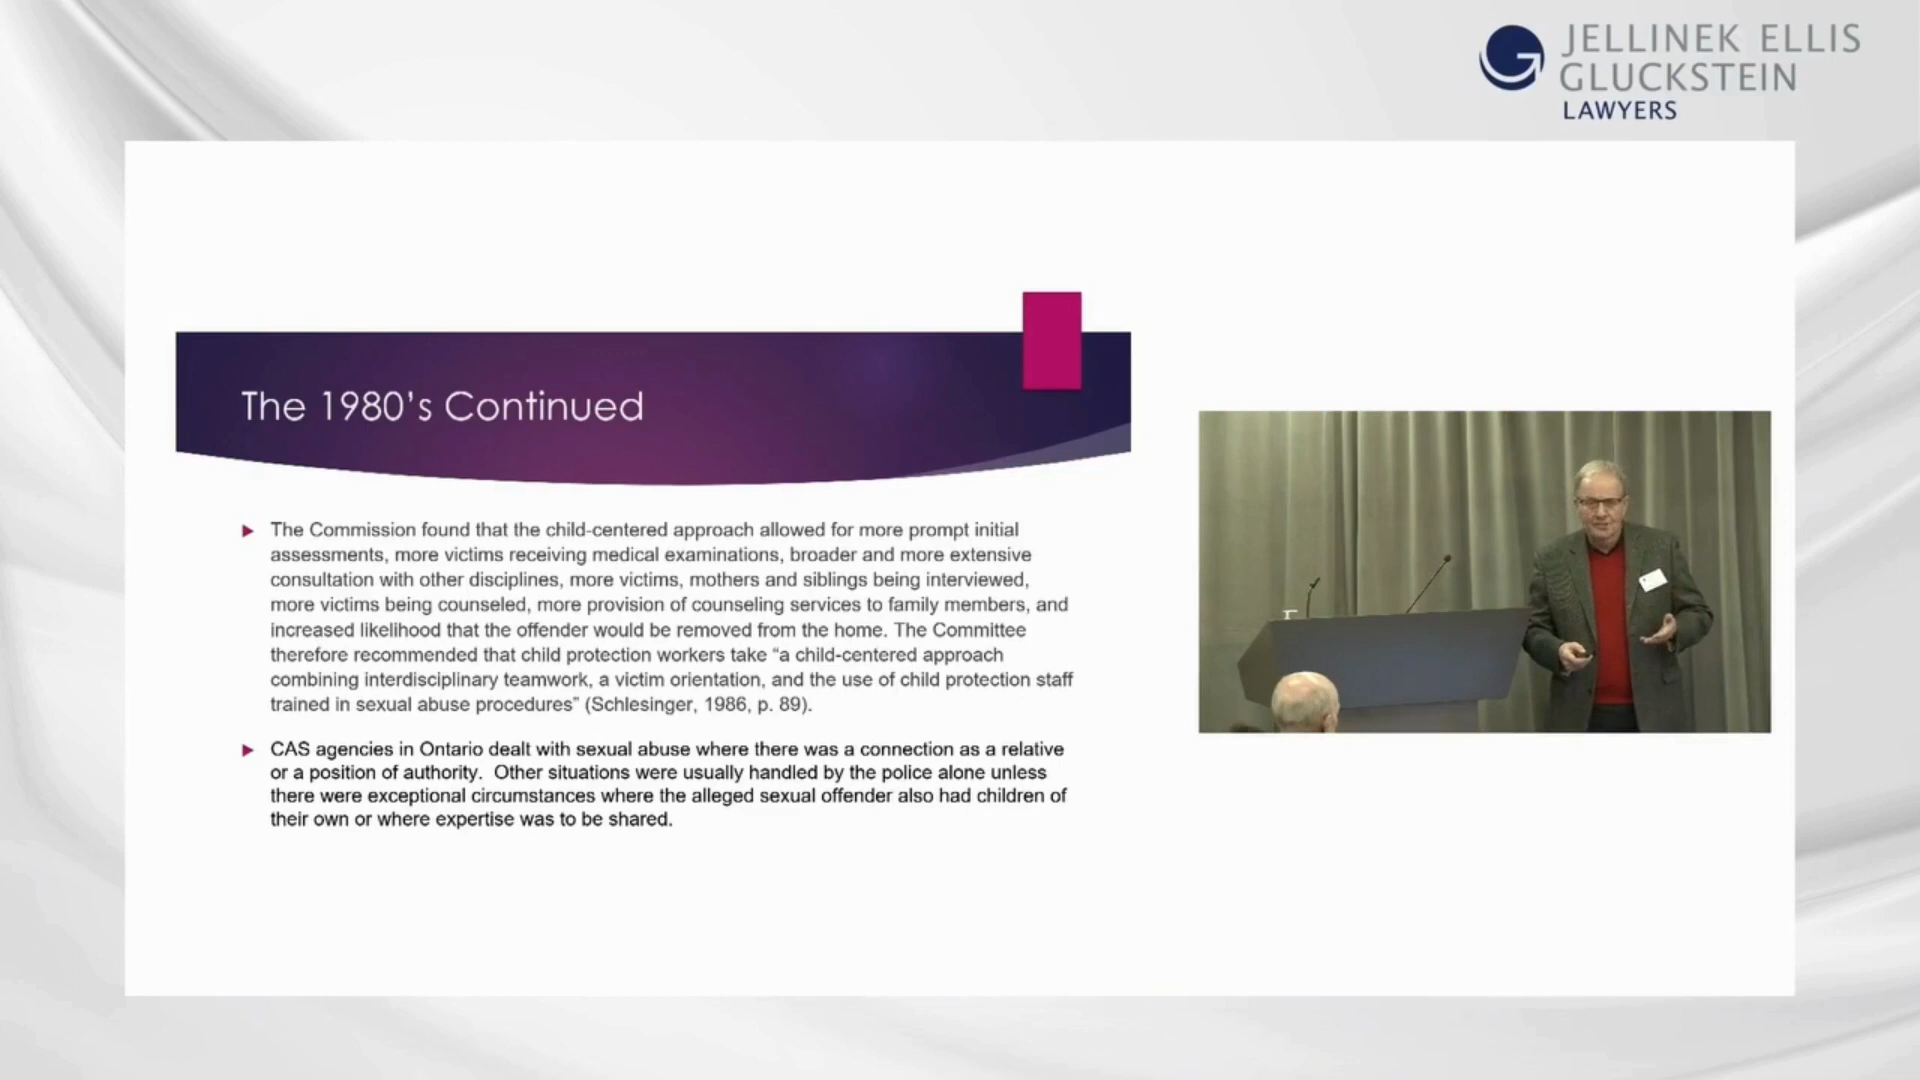 JELLINEK ELLIS
GLUCKSTEIN
LAWYERS
The 1980's Continued
The Commission found that the child-centered approach allowed for more prompt initial
assessments, more victims receiving medical examinations, broader and more extensive
consultation with other disciplines, more victims, mothers and siblings being interviewed,
more victims being counseled, more provision of counseling services to family members, and
increased likelihood that the offender would be removed from the home. The Committee
therefore recommended that child protection workers take “a child-centered approach
combining interdisciplinary teamwork, a victim orientation, and the use of child protection staff
trained in sexual abuse procedures” (Schlesinger, 1986, p. 89).
CAS agencies in Ontario dealt with sexual abuse where there was a connection as a relative
or a position of authority.  Other situations were usually handled by the police alone unless
there were exceptional circumstances where the alleged sexual offender also had children of
their own or where expertise was to be shared.